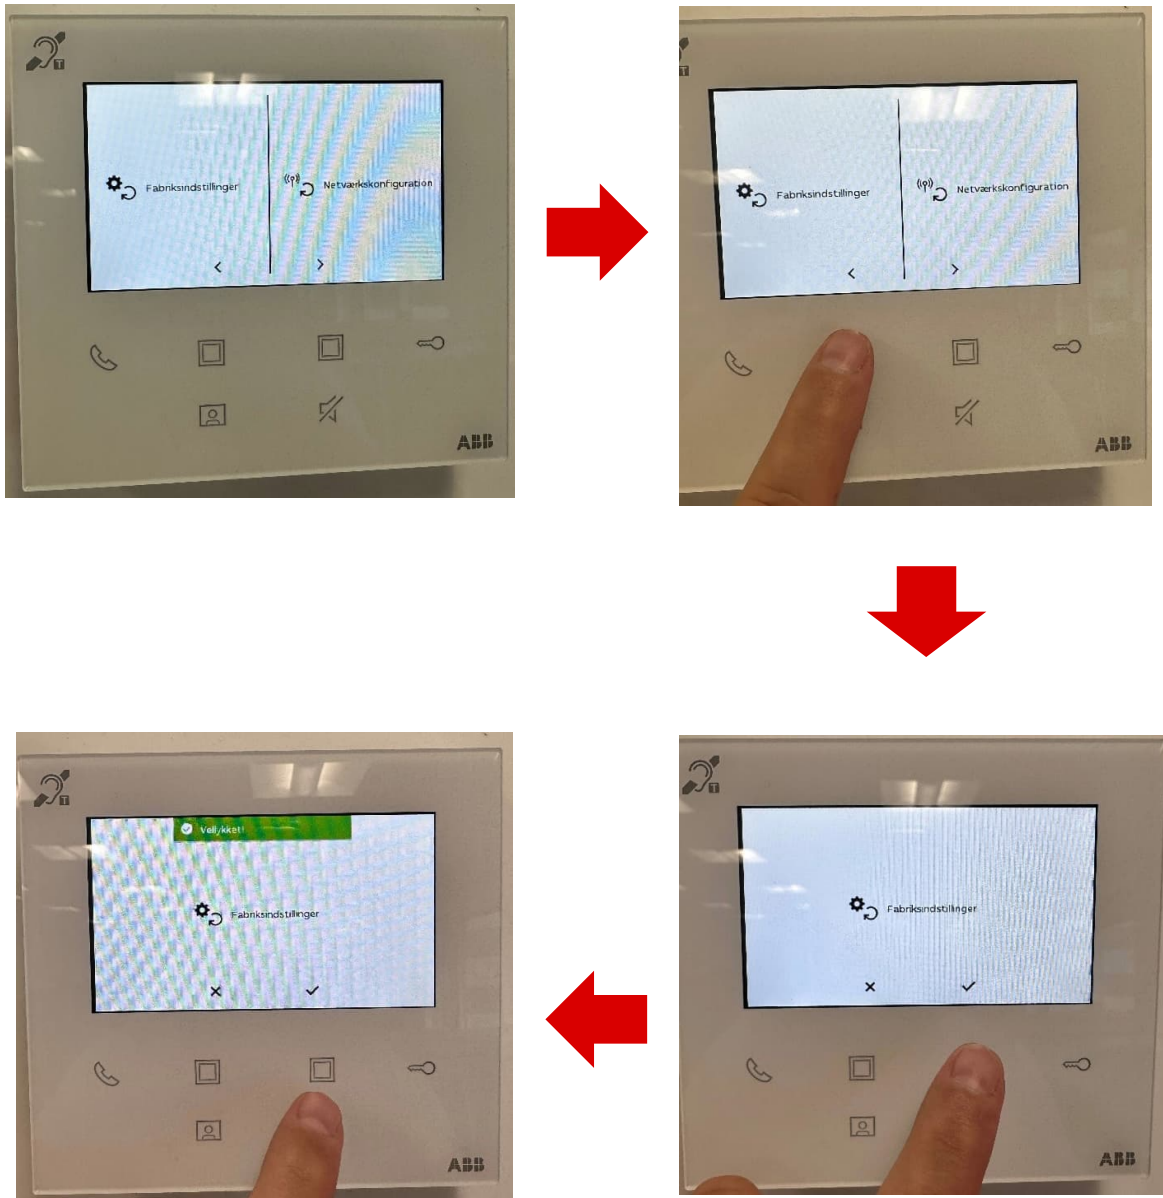 T
Fabriksindstillinger
Netværkskonfiguration
ABB
T
Fabriksindstillinger
Netværkskonfiguration
ABB
T
Vellykket!
Fabriksindstillinger
ABB
T
Fabriksindstillinger
ABB